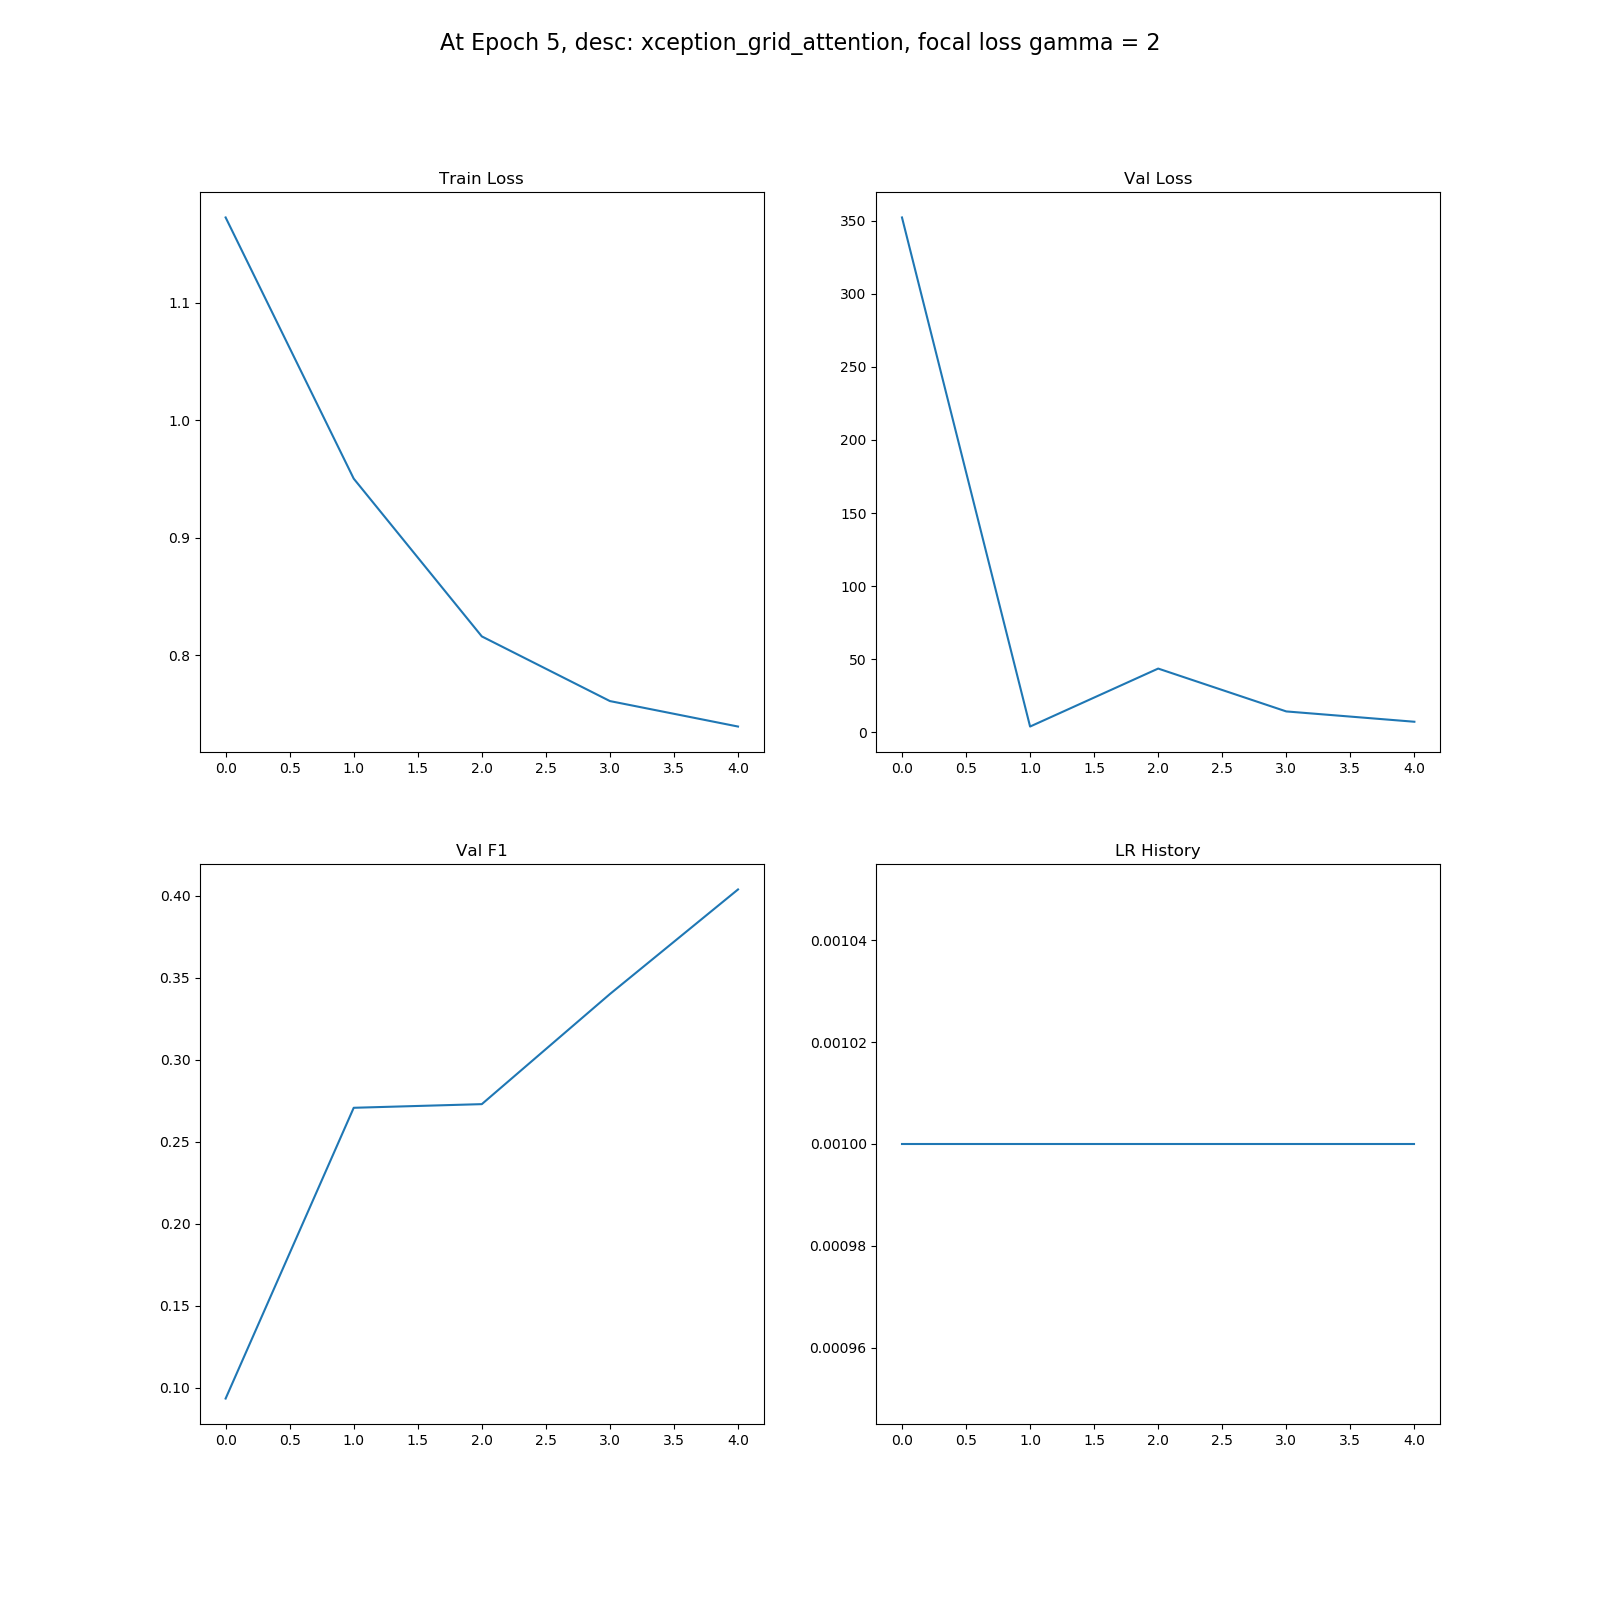 At Epoch 5, desc: xception_grid_attention, focal loss gamma = 2
Train Loss
1.1
1.0
0.9
0.8
0.0 0.5 1.0 1.5 2.0 2.5 3.0 3.5 4.0
Val Loss
350
300
250
200
150
100
50
0
0.0 0.5 1.0 1.5 2.0 2.5 3.0 3.5 4.0
Val F1
0.40
0.35
0.30
0.25
0.20
0.15
0.10
0.0 0.5 1.0 1.5 2.0 2.5 3.0 3.5 4.0
LR History
0.00104
0.00102
0.00100
0.00098
0.00096
0.0 0.5 1.0 1.5 2.0 2.5 3.0 3.5 4.0